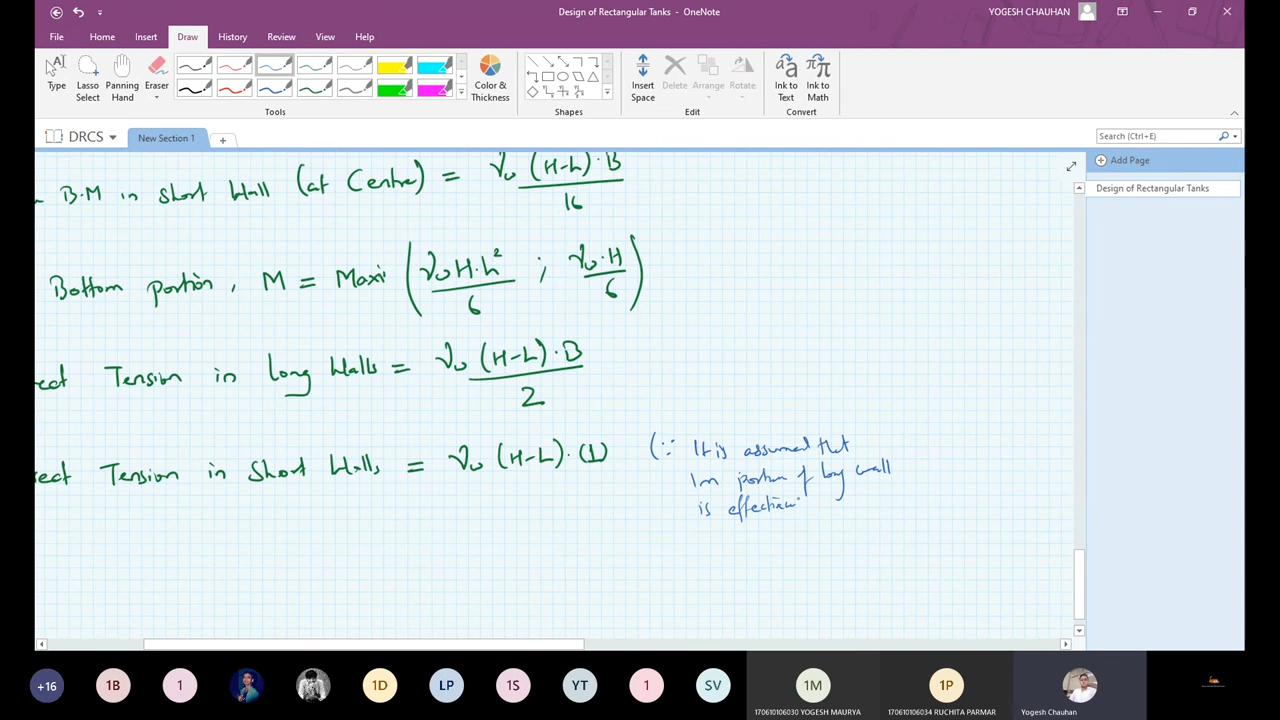 Design of Rectangular Tanks - OneNote
YOGESH CHAUHAN
File Home Insert Draw History Review View Help
Type
Lasso Select
Panning Hand
Eraser
Color & Thickness
Insert Space
Delete
Arrange
Rotate
Ink to Text
Ink to Math
Tools
Shapes
Edit
Convert
DRCS
New Section 1
Search (Ctrl+E)
Add Page
Design of Rectangular Tanks
B.M in short Wall (at Centre) = γω (H-h)·B / 16
Bottom portion, M = Maxi (γω H·h² / 6 ; γω·H / 6)
ect Tension in Long Walls = γω (H-h)·B / 2
ect Tension in Short Walls = γω (H-h)·(1)
(∵ It is assumed that
1m portion of long wall
is effective
+16
1B
1
1D
LP
1S
YT
1
SV
1M
170610106030 YOGESH MAURYA
1P
170610106034 RUCHITA PARMAR
Yogesh Chauhan